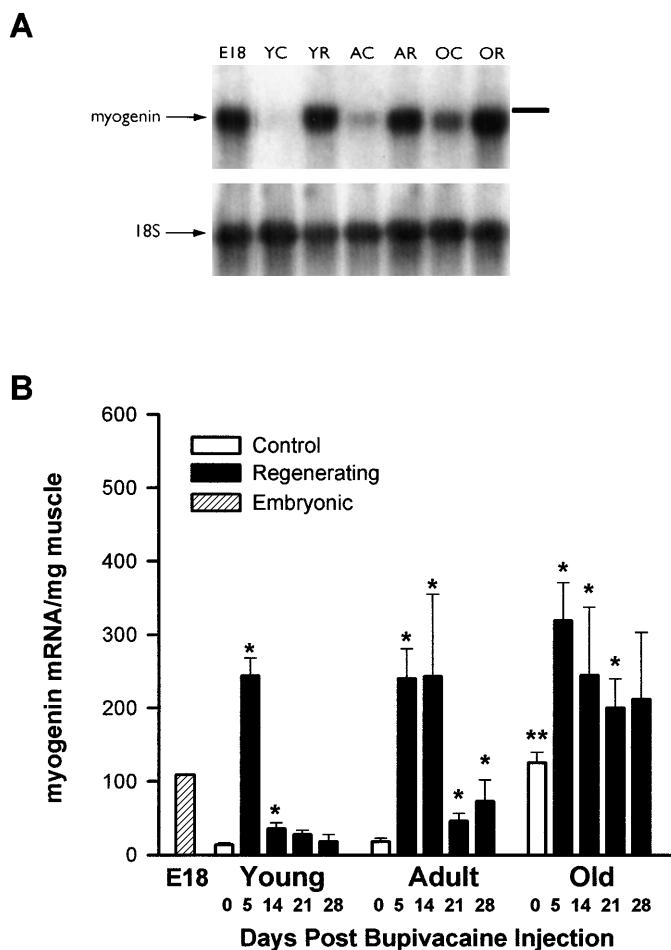 A
E18 YC YR AC AR OC OR
myogenin
18S
B
myogenin mRNA/mg muscle
600
500
400
300
200
100
0
Control
Regenerating
Embryonic
*
*
*
*
*
*
**
*
*
*
E18 Young Adult Old
0 5 14 21 28 0 5 14 21 28 0 5 14 21 28
Days Post Bupivacaine Injection